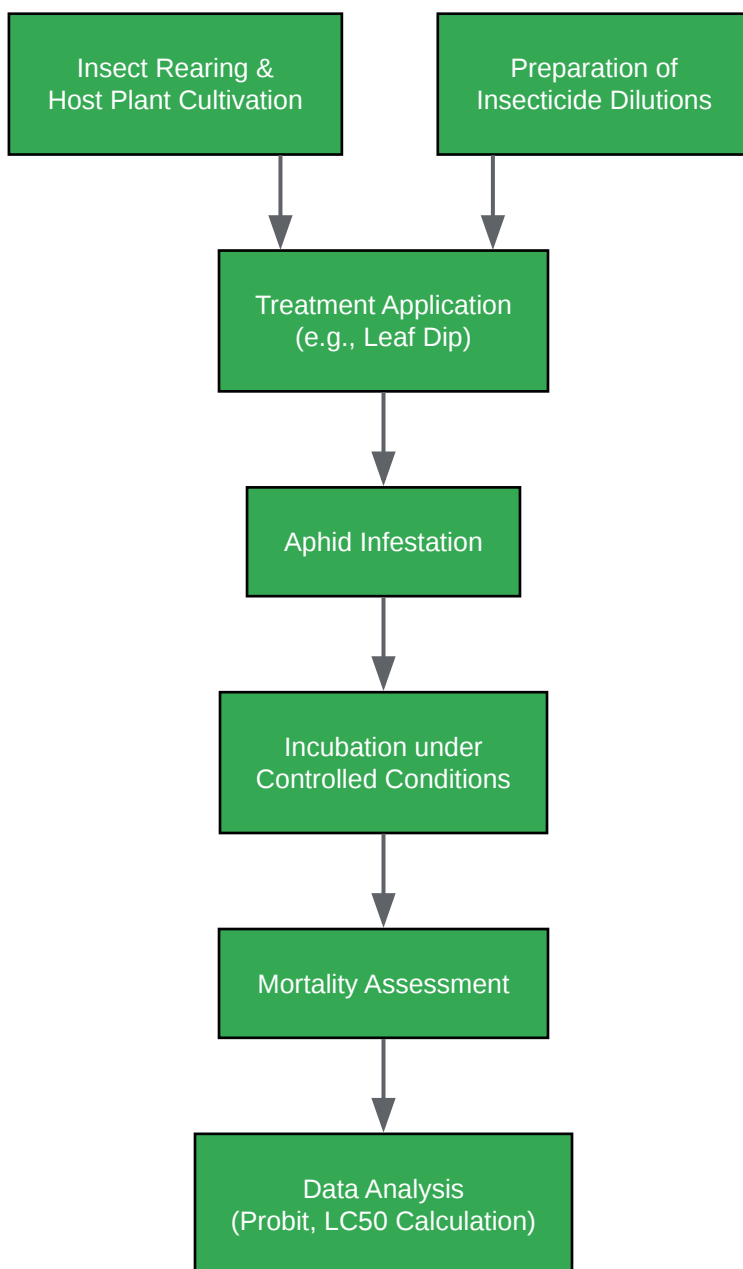 Insect Rearing &
Host Plant Cultivation
Preparation of
Insecticide Dilutions
Treatment Application
(e.g., Leaf Dip)
Aphid Infestation
Incubation under
Controlled Conditions
Mortality Assessment
Data Analysis
(Probit, LC50 Calculation)